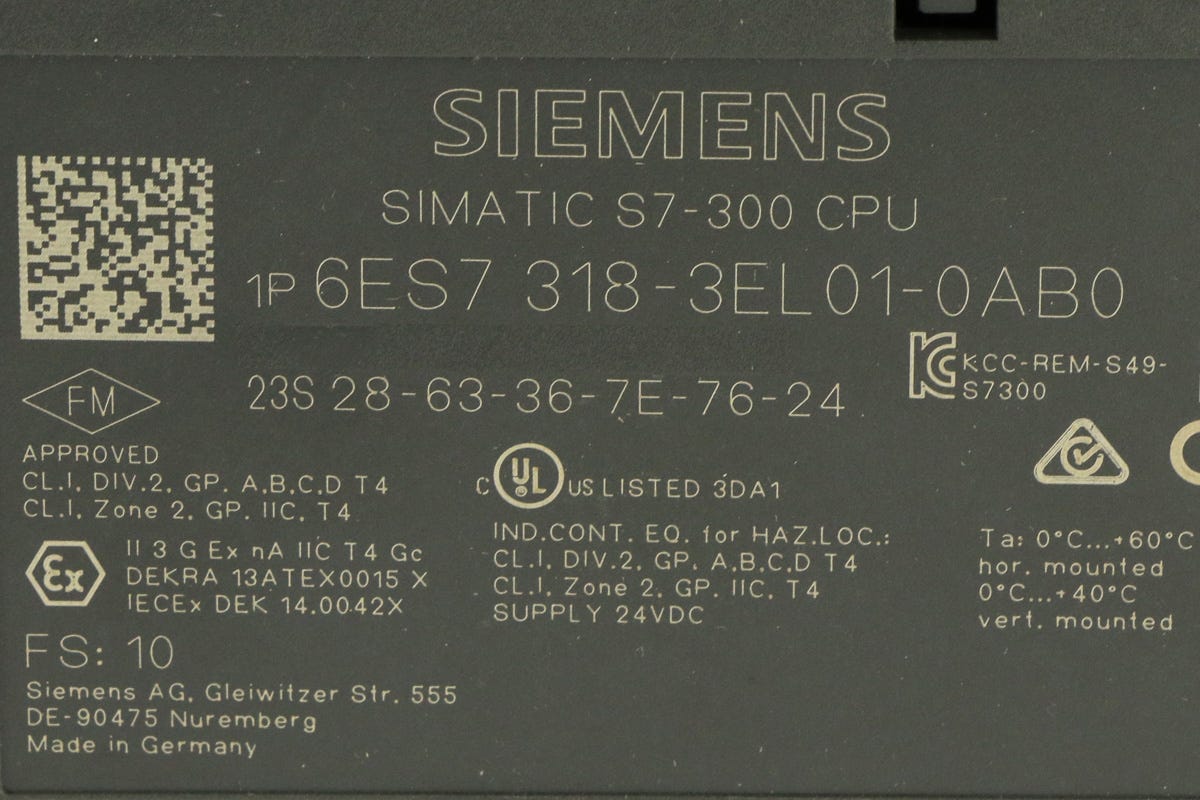 SIEMENS
SIMATIC S7-300 CPU
1P 6ES7 318-3EL01-0AB0
KCC-REM-S49-
S7300
FM
23S 28-63-36-7E-76-24
APPROVED
CL.I, DIV.2, GP. A,B,C,D T4
CL.I, Zone 2, GP. IIC, T4
C UL US LISTED 3DA1
IND.CONT. EQ. for HAZ.LOC.:
CL.I, DIV.2, GP. A,B,C,D T4
CL.I, Zone 2, GP. IIC, T4
SUPPLY 24VDC
Ta: 0°C...+60°C
hor. mounted
0°C...+40°C
vert. mounted
Ex
II 3 G Ex nA IIC T4 Gc
DEKRA 13ATEX0015 X
IECEx DEK 14.0042X
FS: 10
Siemens AG, Gleiwitzer Str. 555
DE-90475 Nuremberg
Made in Germany